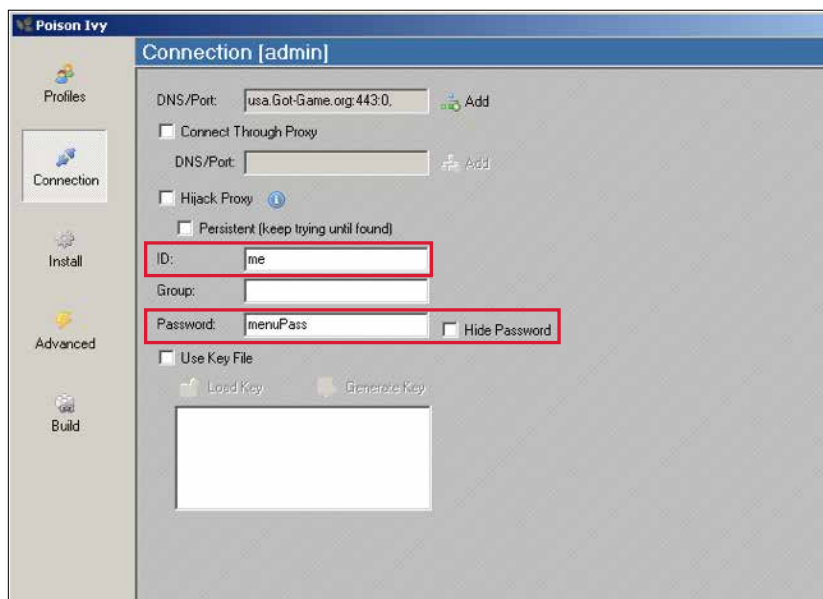 Poison Ivy
Connection [admin]
Profiles
Connection
Install
Advanced
Build
DNS/Port: usa.Got-Game.org:443:0, Add
Connect Through Proxy
DNS/Port: Add
Hijack Proxy
Persistent (keep trying until found)
ID: me
Group:
Password: menuPass Hide Password
Use Key File
Load Key Generate Key